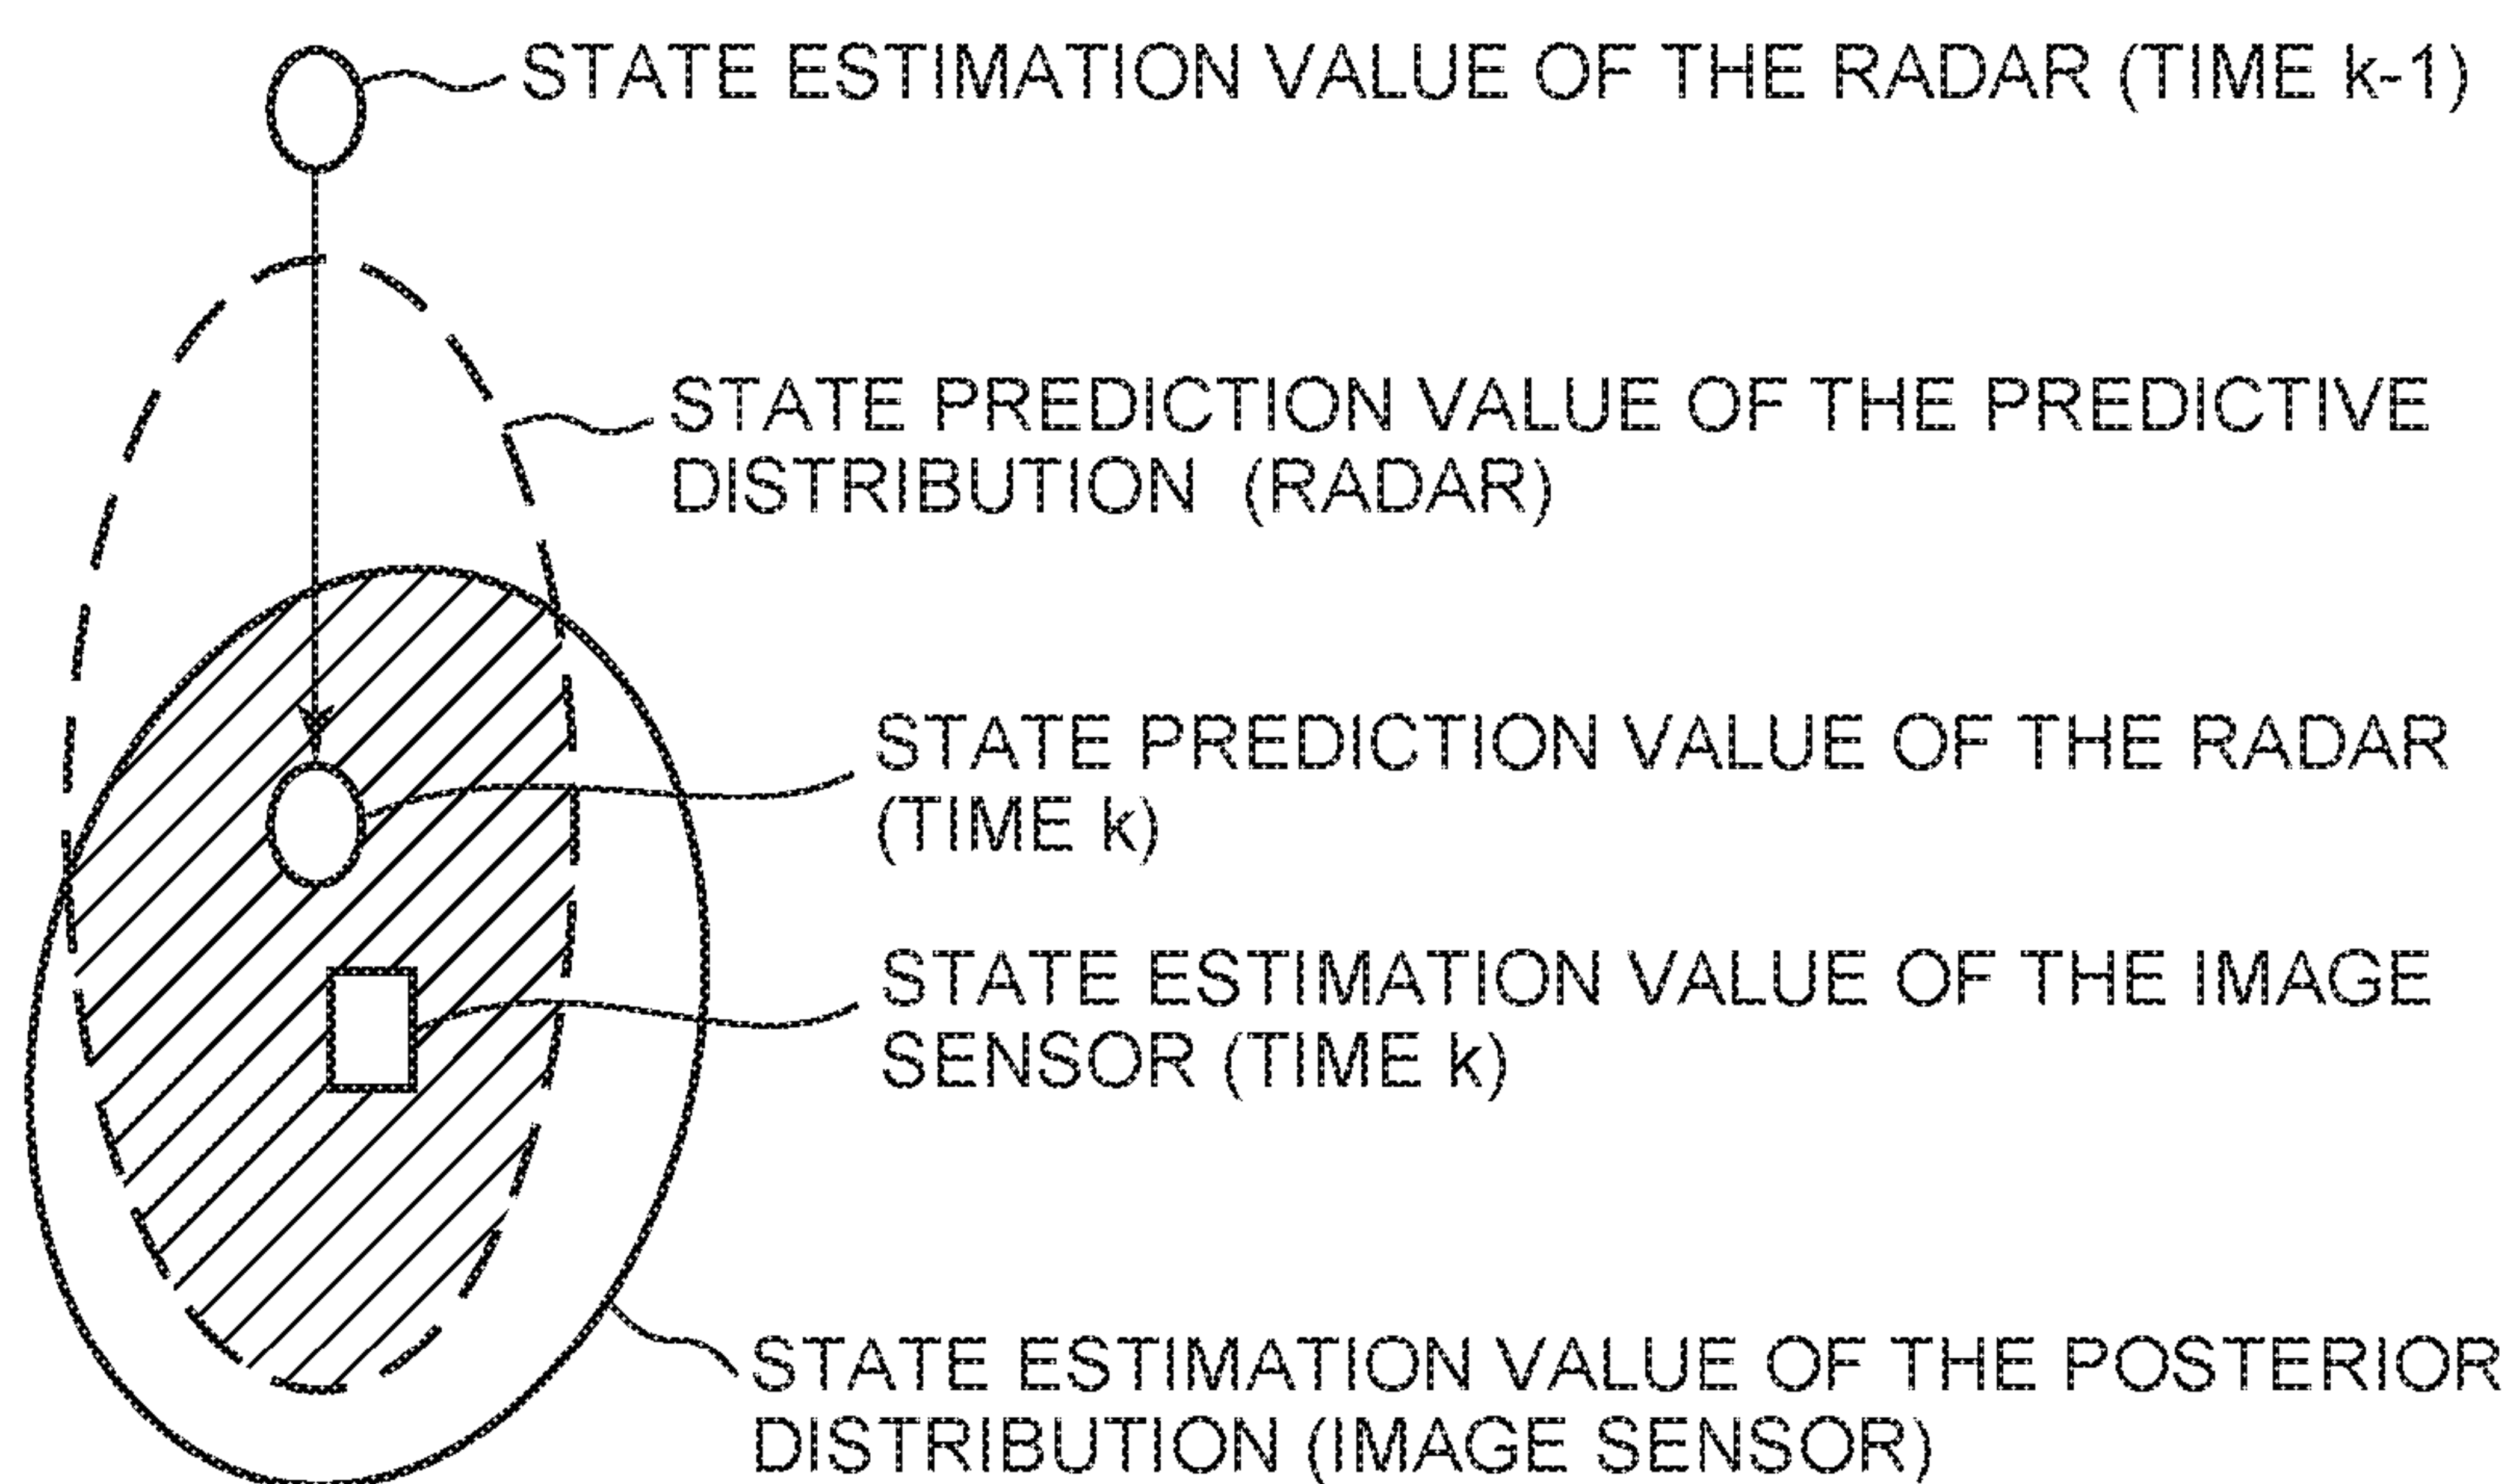 STATE ESTIMATION VALUE OF THE RADAR (TIME k-1)
STATE PREDICTION VALUE OF THE PREDICTIVE
DISTRIBUTION (RADAR)
STATE PREDICTION VALUE OF THE RADAR
(TIME k)
STATE ESTIMATION VALUE OF THE IMAGE
SENSOR (TIME k)
STATE ESTIMATION VALUE OF THE POSTERIOR
DISTRIBUTION (IMAGE SENSOR)